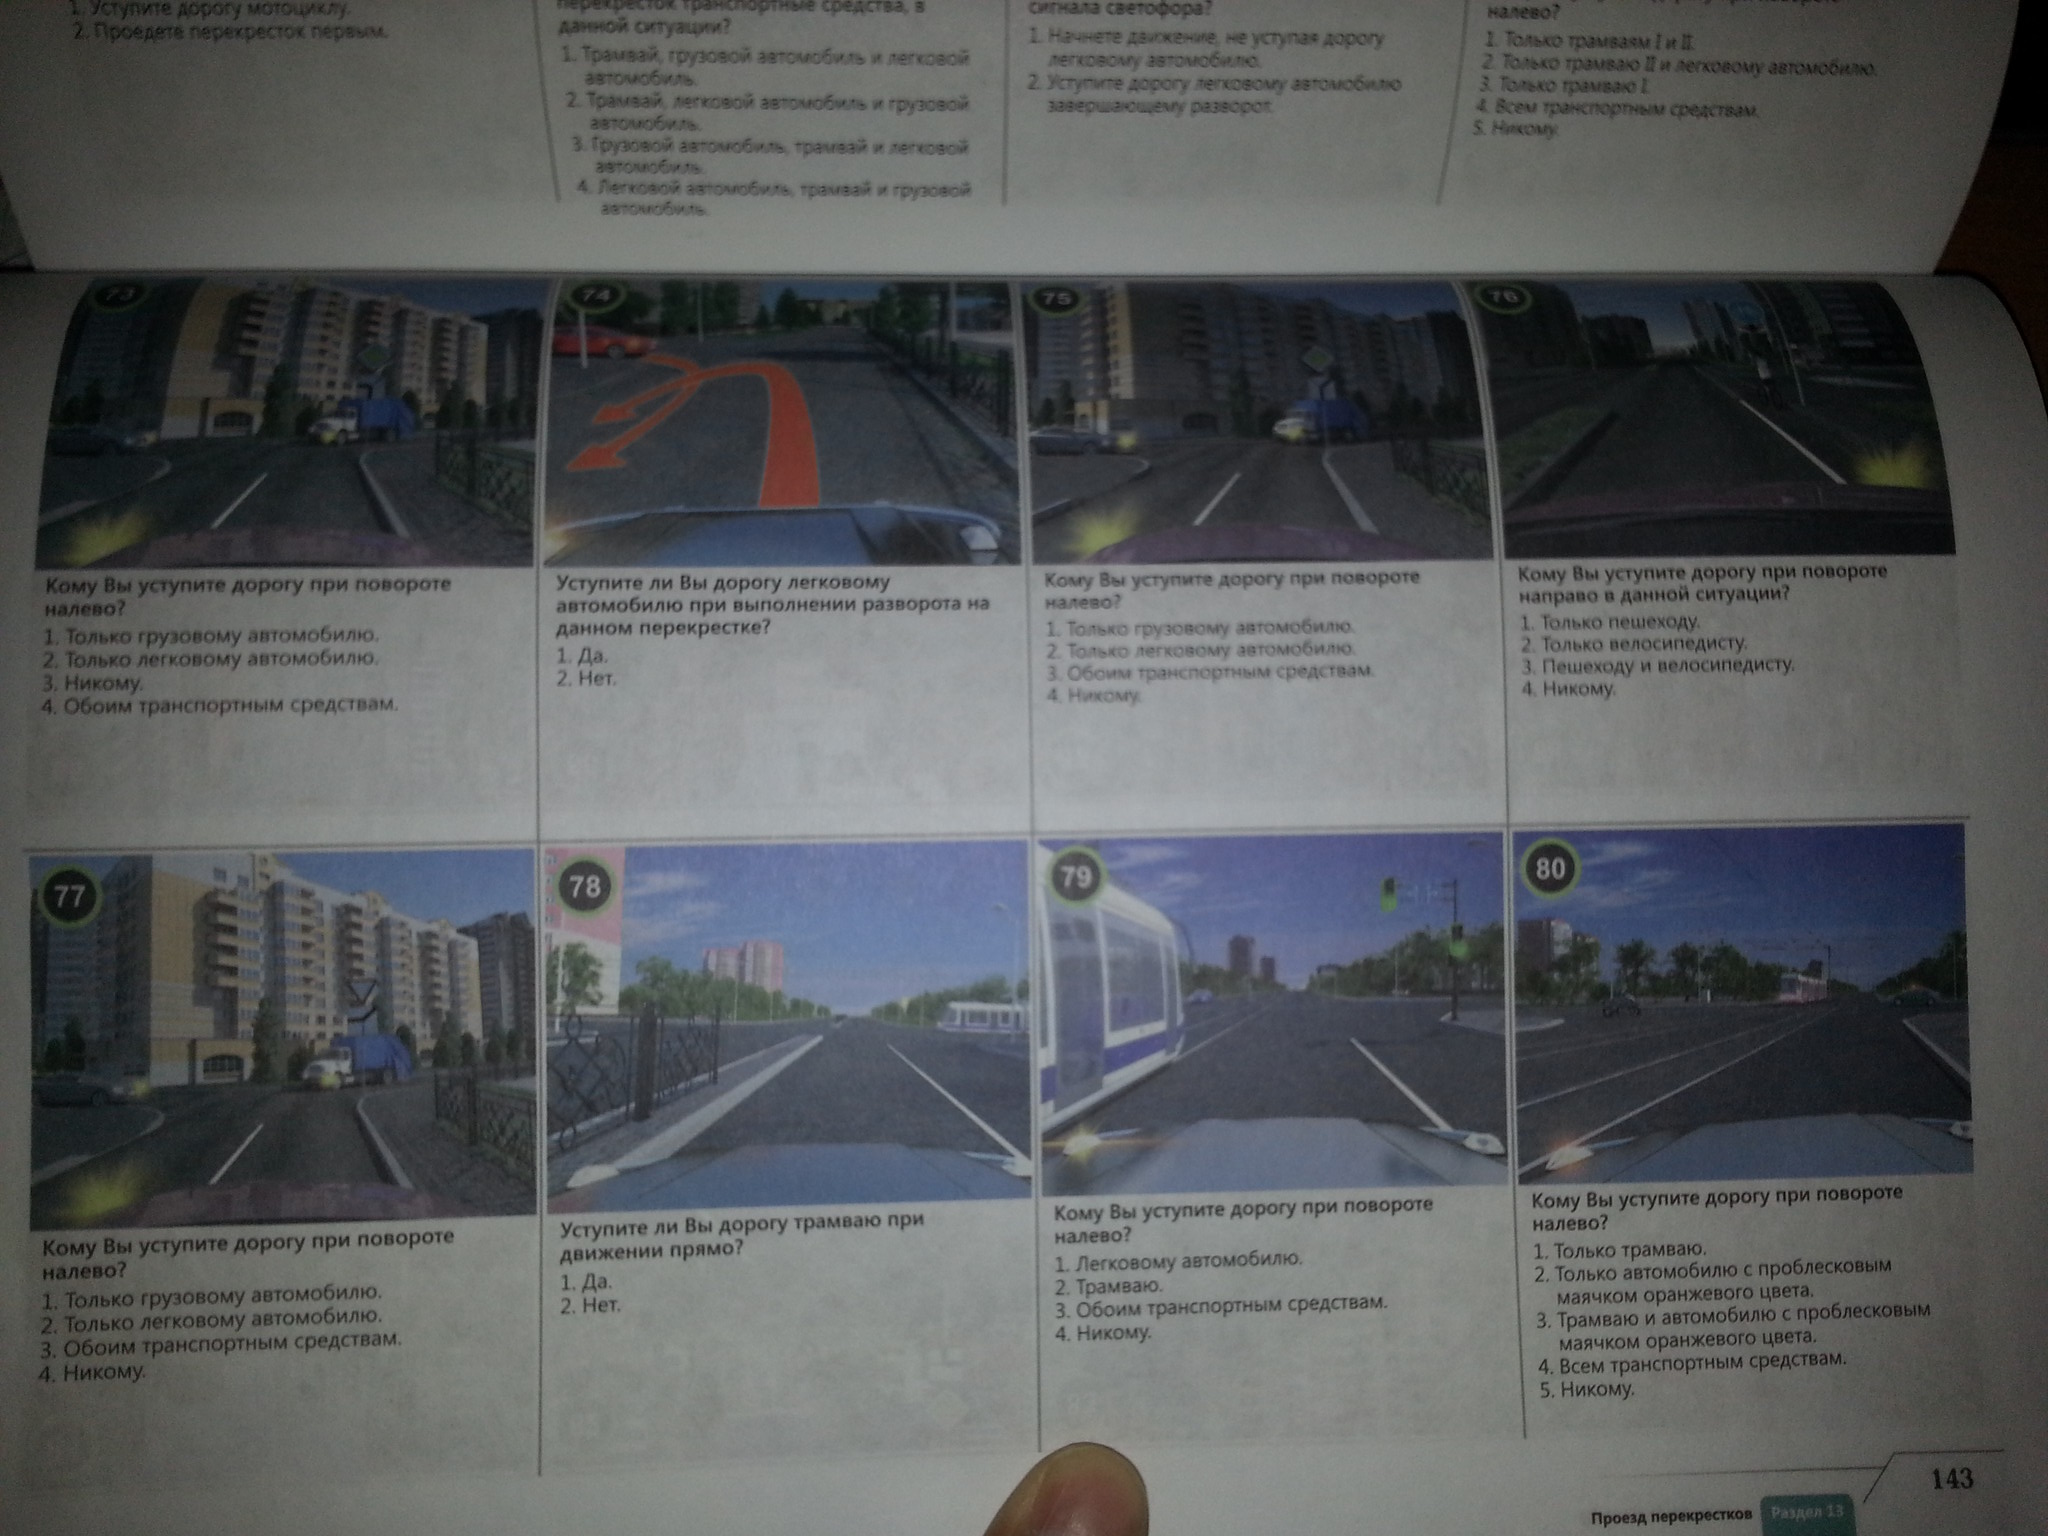 1. Уступите дорогу мотоциклу.
2. Проедете перекресток первым.
перекресток транспортные средства, в
данной ситуации?
1. Трамвай, грузовой автомобиль и легковой
автомобиль.
2. Трамвай, легковой автомобиль и грузовой
автомобиль.
3. Грузовой автомобиль, трамвай и легковой
автомобиль.
4. Легковой автомобиль, трамвай и грузовой
автомобиль.
сигнала светофора?
1. Начнете движение, не уступая дорогу
легковому автомобилю.
2. Уступите дорогу легковому автомобилю
завершающему разворот.
налево?
1. Только трамваям I и II.
2. Только трамваю II и легковому автомобилю.
3. Только трамваю I.
4. Всем транспортным средствам.
5. Никому.
73
Кому Вы уступите дорогу при повороте
налево?
1. Только грузовому автомобилю.
2. Только легковому автомобилю.
3. Никому.
4. Обоим транспортным средствам.
74
Уступите ли Вы дорогу легковому
автомобилю при выполнении разворота на
данном перекрестке?
1. Да.
2. Нет.
75
Кому Вы уступите дорогу при повороте
налево?
1. Только грузовому автомобилю.
2. Только легковому автомобилю.
3. Обоим транспортным средствам.
4. Никому.
76
Кому Вы уступите дорогу при повороте
направо в данной ситуации?
1. Только пешеходу.
2. Только велосипедисту.
3. Пешеходу и велосипедисту.
4. Никому.
77
Кому Вы уступите дорогу при повороте
налево?
1. Только грузовому автомобилю.
2. Только легковому автомобилю.
3. Обоим транспортным средствам.
4. Никому.
78
Уступите ли Вы дорогу трамваю при
движении прямо?
1. Да.
2. Нет.
79
Кому Вы уступите дорогу при повороте
налево?
1. Легковому автомобилю.
2. Трамваю.
3. Обоим транспортным средствам.
4. Никому.
80
Кому Вы уступите дорогу при повороте
налево?
1. Только трамваю.
2. Только автомобилю с проблесковым
маячком оранжевого цвета.
3. Трамваю и автомобилю с проблесковым
маячком оранжевого цвета.
4. Всем транспортным средствам.
5. Никому.
143
Проезд перекрестков Раздел 13